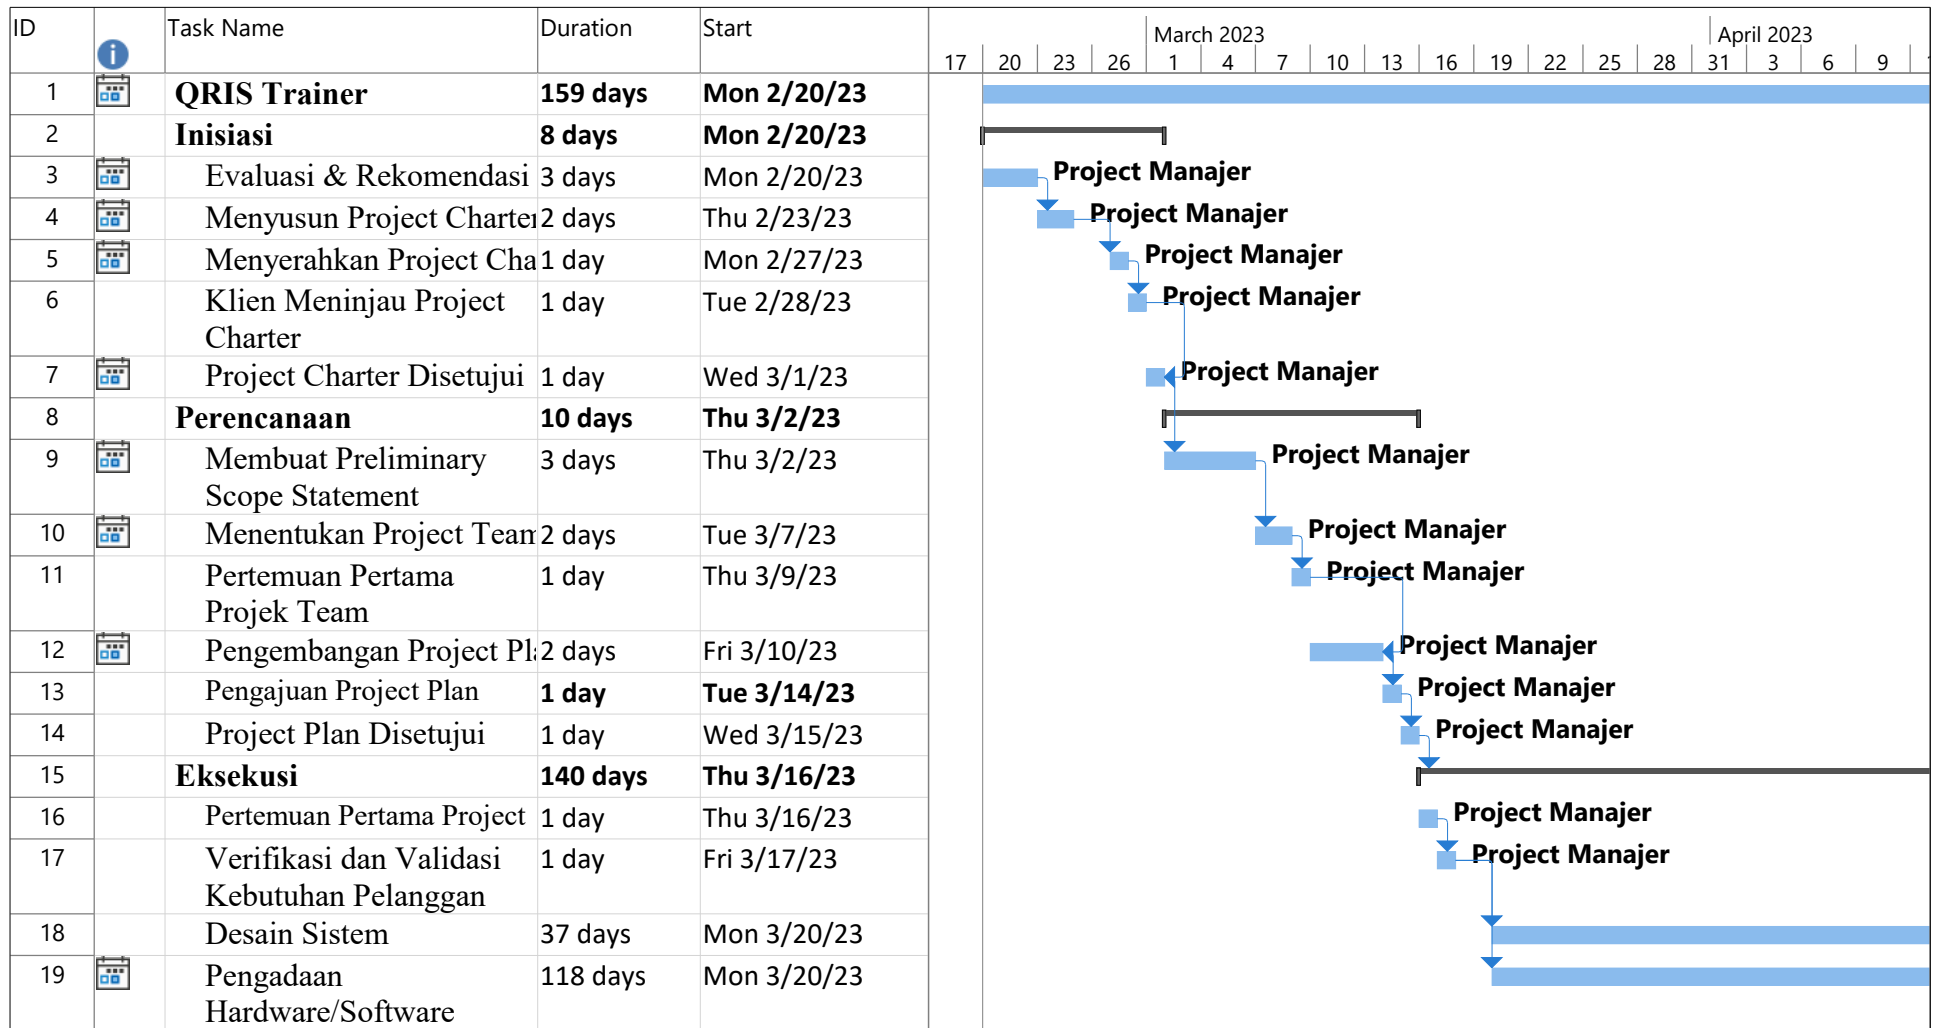 ID Task Name Duration Start
March 2023 April 2023
17 20 23 26 1 4 7 10 13 16 19 22 25 28 31 3 6 9
1 QRIS Trainer 159 days Mon 2/20/23
2 Inisiasi 8 days Mon 2/20/23
3 Evaluasi & Rekomendasi 3 days Mon 2/20/23 Project Manajer
4 Menyusun Project Charter 2 days Thu 2/23/23 Project Manajer
5 Menyerahkan Project Cha 1 day Mon 2/27/23 Project Manajer
6 Klien Meninjau Project 1 day Tue 2/28/23 Project Manajer
Charter
7 Project Charter Disetujui 1 day Wed 3/1/23 Project Manajer
8 Perencanaan 10 days Thu 3/2/23
9 Membuat Preliminary 3 days Thu 3/2/23 Project Manajer
Scope Statement
10 Menentukan Project Team 2 days Tue 3/7/23 Project Manajer
11 Pertemuan Pertama 1 day Thu 3/9/23 Project Manajer
Projek Team
12 Pengembangan Project Pl 2 days Fri 3/10/23 Project Manajer
13 Pengajuan Project Plan 1 day Tue 3/14/23 Project Manajer
14 Project Plan Disetujui 1 day Wed 3/15/23 Project Manajer
15 Eksekusi 140 days Thu 3/16/23
16 Pertemuan Pertama Project 1 day Thu 3/16/23 Project Manajer
17 Verifikasi dan Validasi 1 day Fri 3/17/23 Project Manajer
Kebutuhan Pelanggan
18 Desain Sistem 37 days Mon 3/20/23
19 Pengadaan 118 days Mon 3/20/23
Hardware/Software